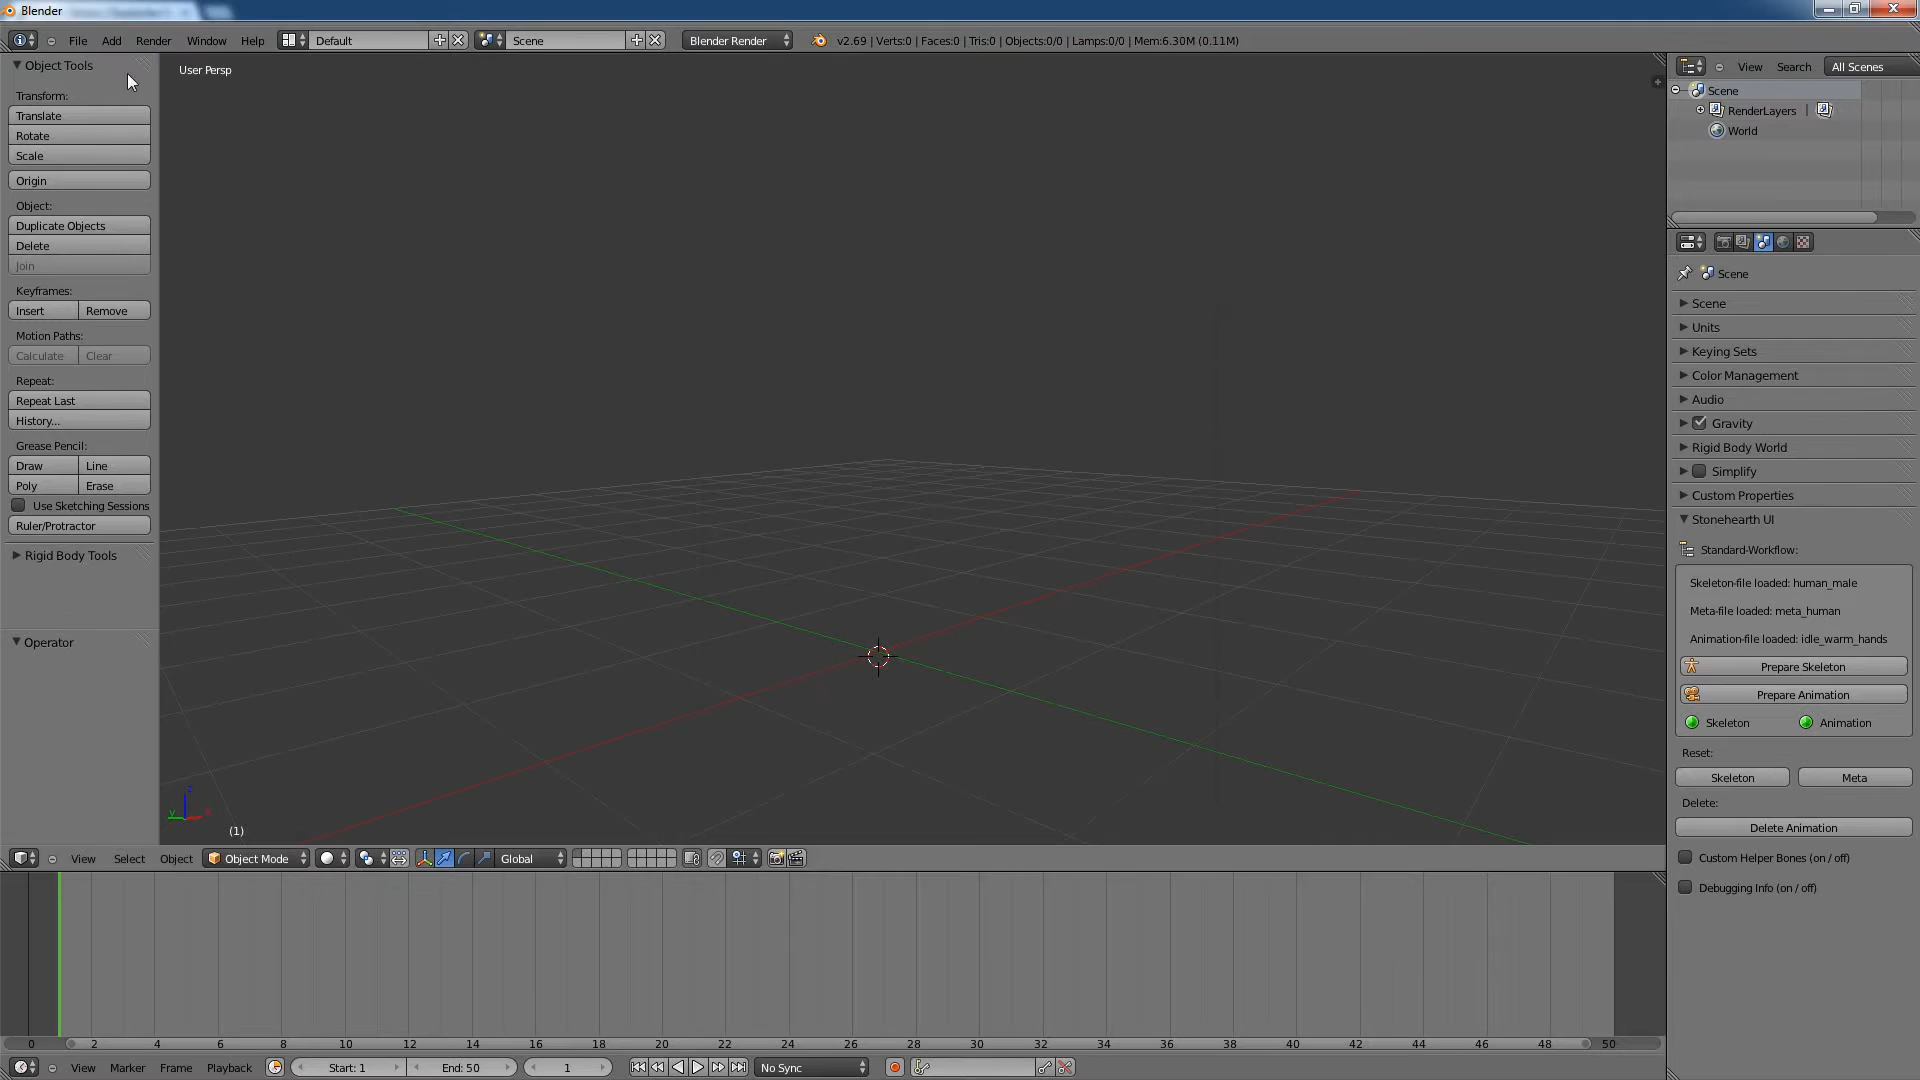 Blender
File Add Render Window Help Default Scene Blender Render v2.69 | Verts:0 | Faces:0 | Tris:0 | Objects:0/0 | Lamps:0/0 | Mem:6.30M (0.11M)
Object Tools
Transform:
Translate
Rotate
Scale
Origin
Object:
Duplicate Objects
Delete
Join
Keyframes:
Insert Remove
Motion Paths:
Calculate Clear
Repeat:
Repeat Last
History...
Grease Pencil:
Draw Line
Poly Erase
Use Sketching Sessions
Ruler/Protractor
Rigid Body Tools
Operator
User Persp
z
y x
(1)
View Select Object Object Mode Global
0 2 4 6 8 10 12 14 16 18 20 22 24 26 28 30 32 34 36 38 40 42 44 46 48 50
View Marker Frame Playback Start: 1 End: 50 1 No Sync
View Search All Scenes
Scene
RenderLayers |
World
Scene
Scene
Units
Keying Sets
Color Management
Audio
Gravity
Rigid Body World
Simplify
Custom Properties
Stonehearth UI
Standard-Workflow:
Skeleton-file loaded: human_male
Meta-file loaded: meta_human
Animation-file loaded: idle_warm_hands
Prepare Skeleton
Prepare Animation
Skeleton Animation
Reset:
Skeleton Meta
Delete:
Delete Animation
Custom Helper Bones (on / off)
Debugging Info (on / off)